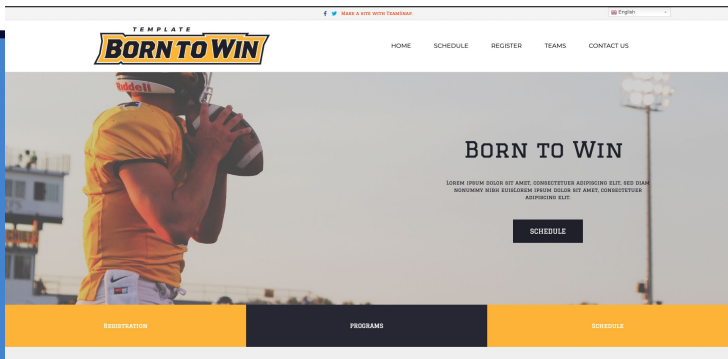 Make a site with TeamSnap.
English
TEMPLATE
BORN TO WIN
HOME SCHEDULE REGISTER TEAMS CONTACT US
Riddell
Born to Win
Lorem ipsum dolor sit amet, consectetuer adipiscing elit, sed diam
nonummy nibh euislorem ipsum dolor sit amet, consectetuer
adipiscing elit.
SCHEDULE
Registration PROGRAMS Schedule